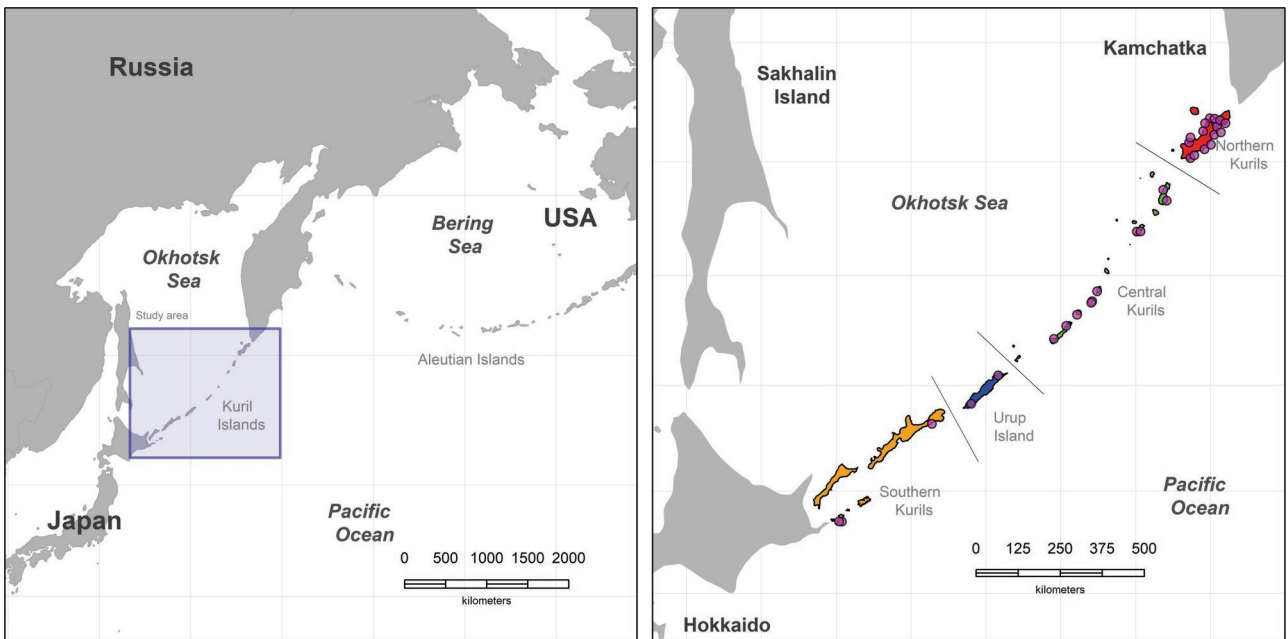 Russia
Okhotsk
Sea
Study area
Bering
Sea
USA
Aleutian Islands
Kuril
Islands
Japan
Pacific
Ocean
0 500 1000 1500 2000
kilometers
Kamchatka
Sakhalin
Island
Northern
Kurils
Okhotsk Sea
Central
Kurils
Urup
Island
Southern
Kurils
Pacific
Ocean
0 125 250 375 500
kilometers
Hokkaido